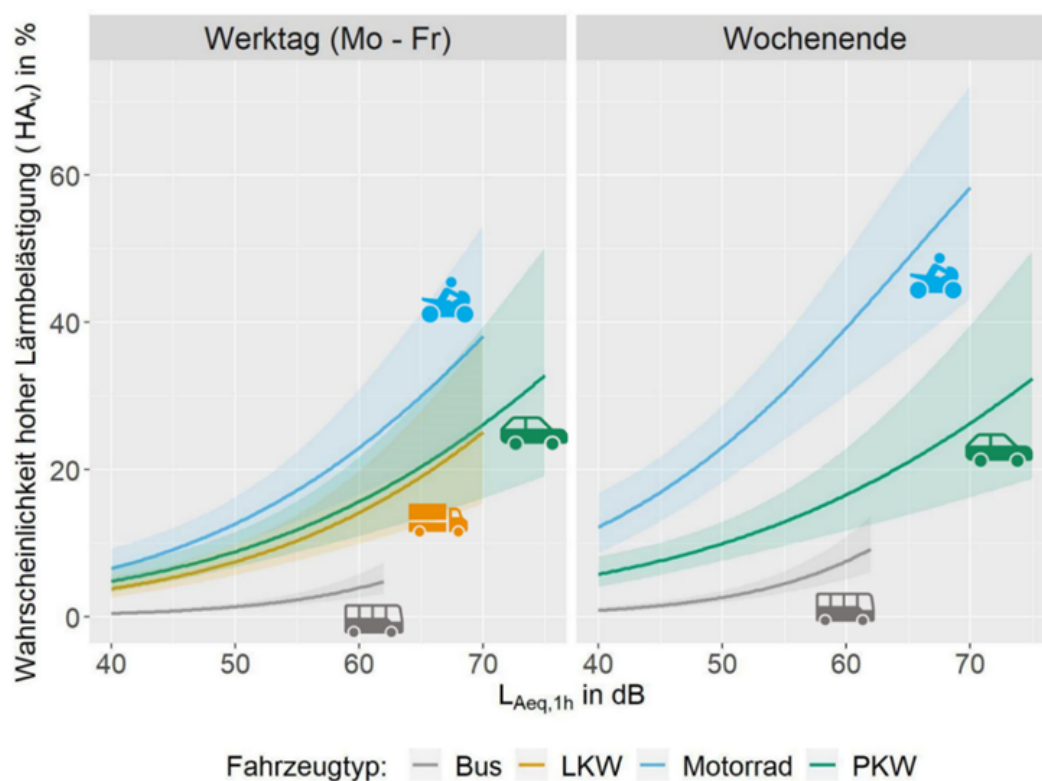 Werktag (Mo - Fr)
Wochenende
Wahrscheinlichkeit hoher Lärmbelästigung ( HAᵥ) in %
60
40
20
0
40 50 60 70
40 50 60 70
L_Aeq,1h in dB
Fahrzeugtyp: Bus LKW Motorrad PKW